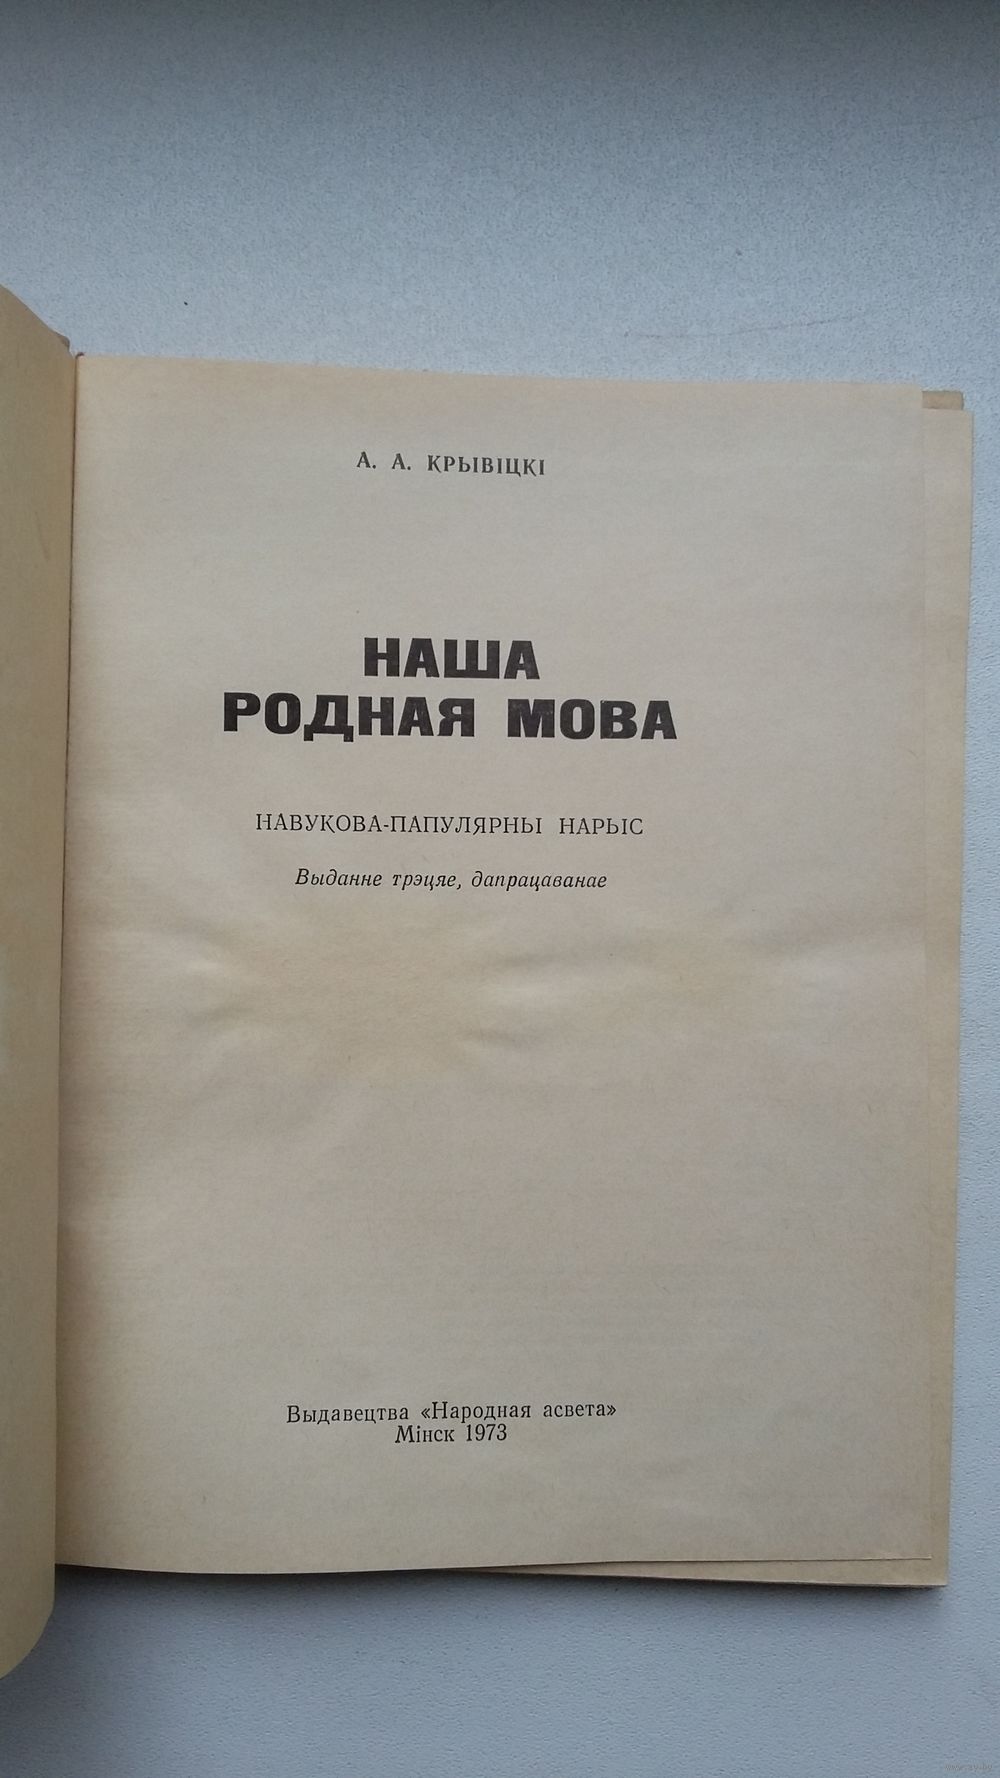 А. А. КРЫВІЦКІ
НАША
РОДНАЯ МОВА
НАВУКОВА-ПАПУЛЯРНЫ НАРЫС
Выданне трэцяе, дапрацаванае
Выдавецтва «Народная асвета»
Мінск 1973